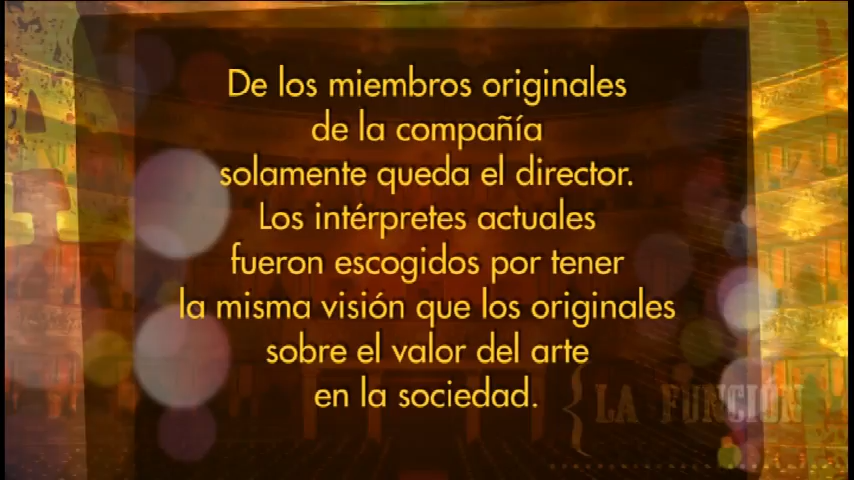 De los miembros originales
de la compañía
solamente queda el director.
Los intérpretes actuales
fueron escogidos por tener
la misma visión que los originales
sobre el valor del arte
en la sociedad.
{ LA FUNCIÓN